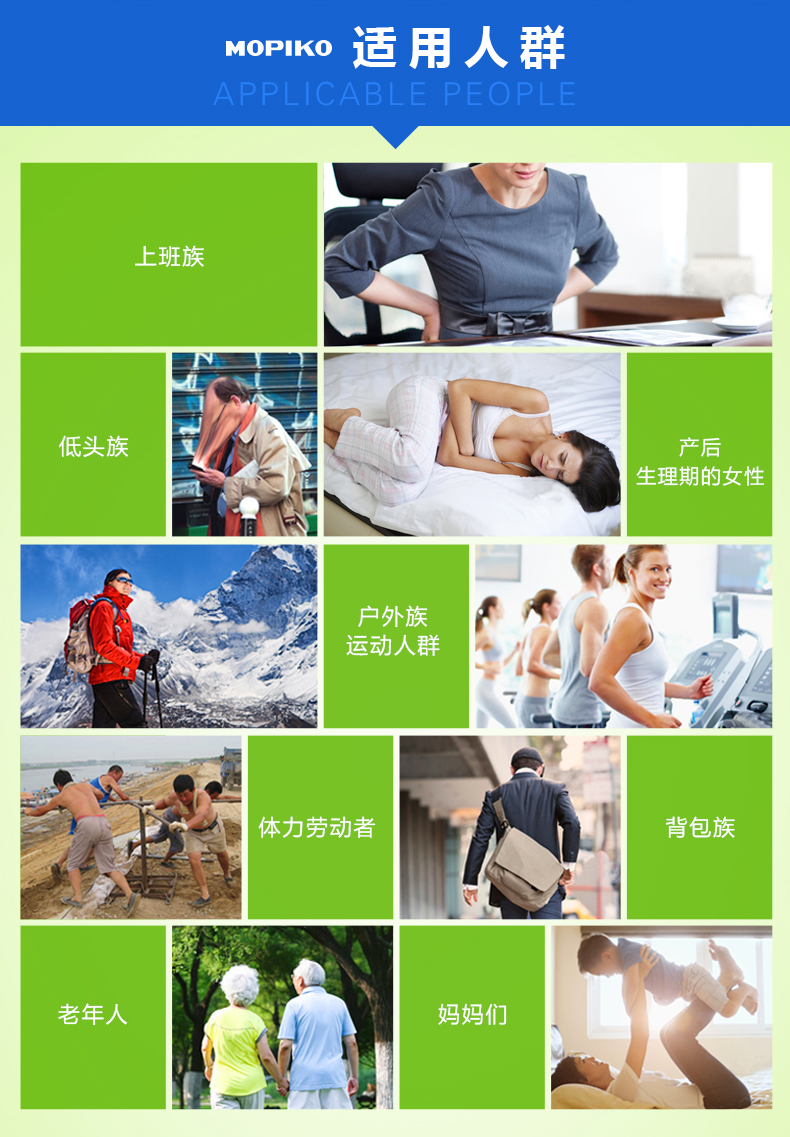 MOPIKO 适用人群
APPLICABLE PEOPLE
上班族
低头族
产后
生理期的女性
户外族
运动人群
体力劳动者
背包族
老年人
妈妈们